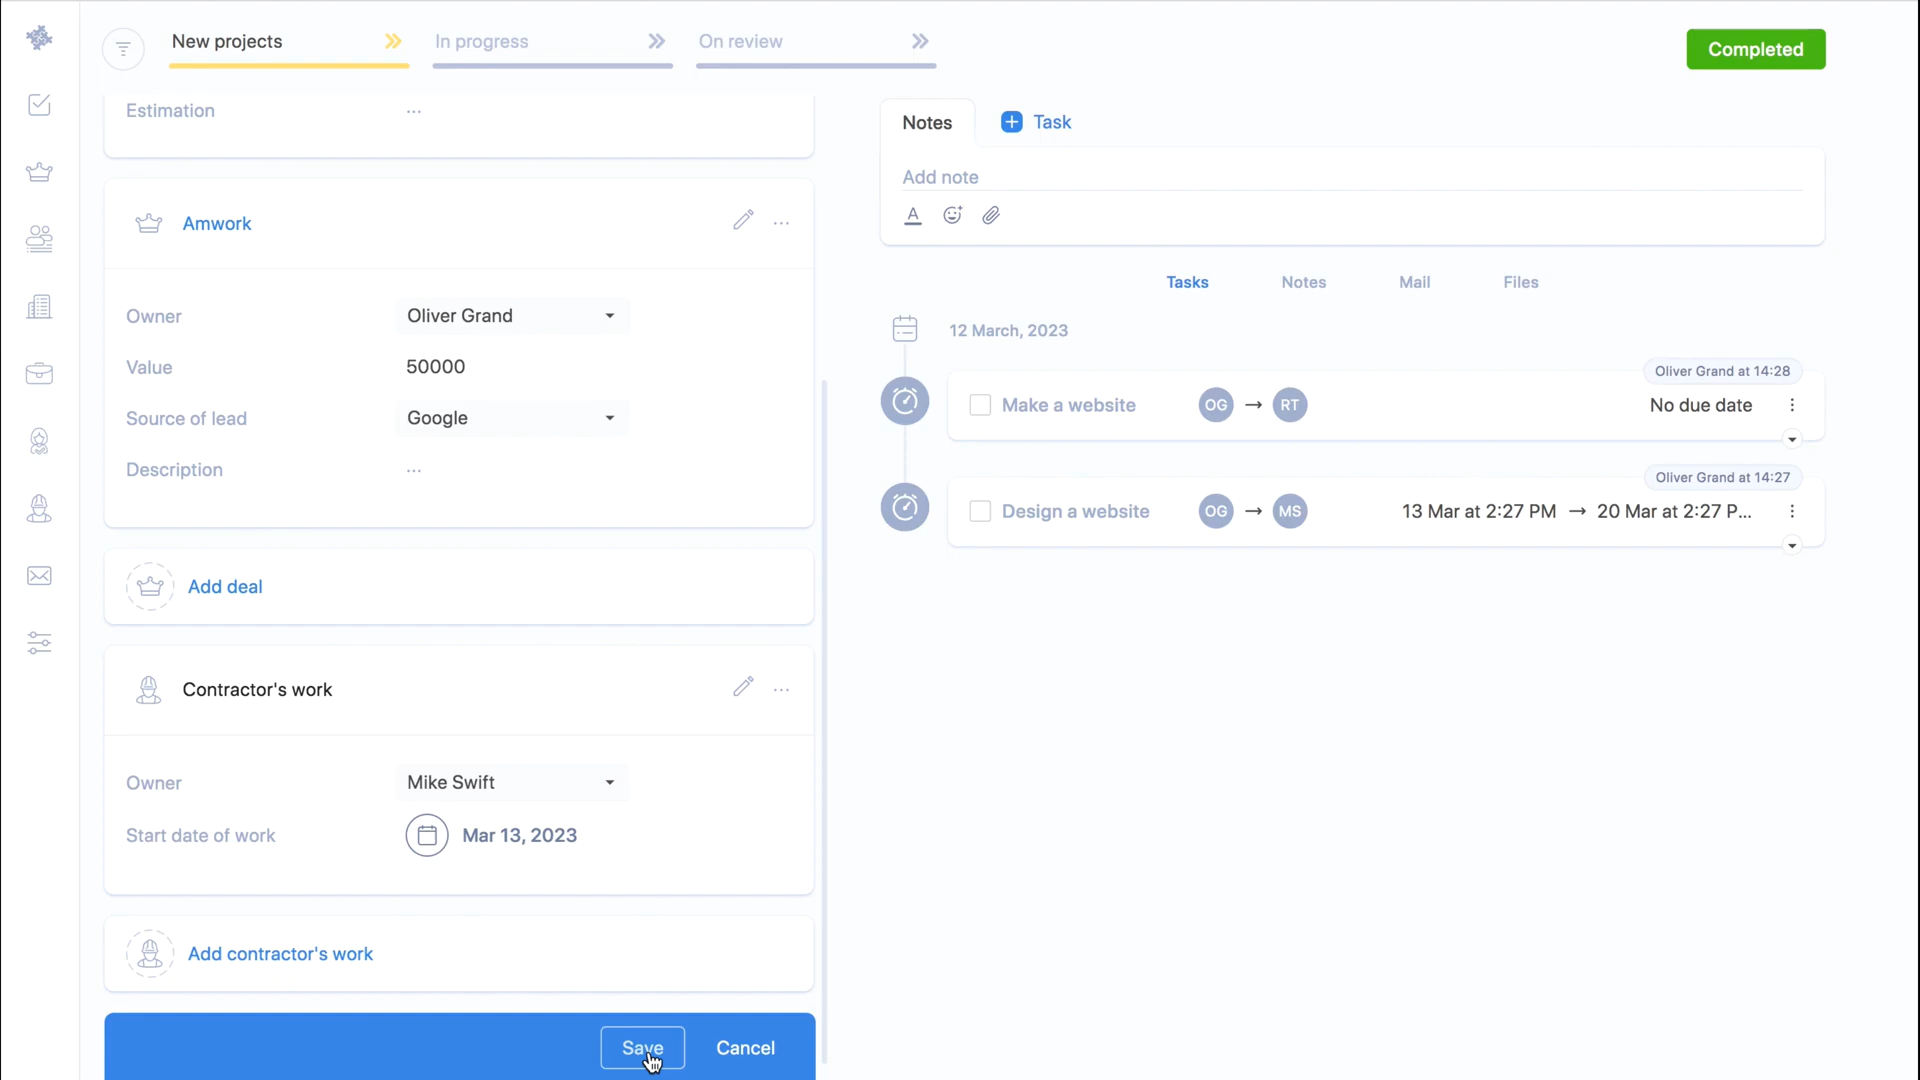 New projects
In progress
On review
Completed
Estimation
...
Amwork
...
Owner
Oliver Grand
Value
50000
Source of lead
Google
Description
...
Add deal
Contractor's work
...
Owner
Mike Swift
Start date of work
Mar 13, 2023
Add contractor's work
Save
Cancel
Notes
Task
Add note
A
Tasks
Notes
Mail
Files
12 March, 2023
Oliver Grand at 14:28
Make a website
OG → RT
No due date
Oliver Grand at 14:27
Design a website
OG → MS
13 Mar at 2:27 PM → 20 Mar at 2:27 P...